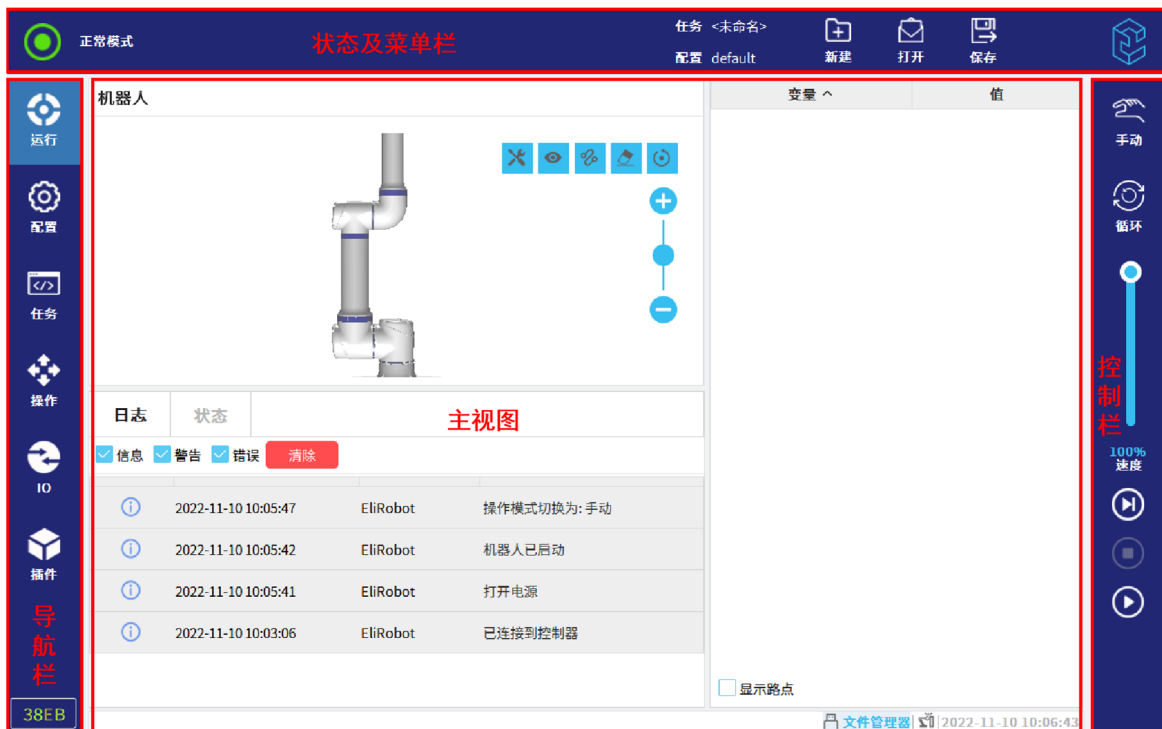 正常模式
状态及菜单栏
任务 <未命名>
配置 default
新建
打开
保存
运行
配置
任务
操作
IO
插件
导航栏
38EB
机器人
日志
状态
主视图
信息 警告 错误 清除
2022-11-10 10:05:47 EliRobot 操作模式切换为: 手动
2022-11-10 10:05:42 EliRobot 机器人已启动
2022-11-10 10:05:41 EliRobot 打开电源
2022-11-10 10:03:06 EliRobot 已连接到控制器
变量 值
显示路点
文件管理器 2022-11-10 10:06:43
手动
循环
控制栏
100%
速度